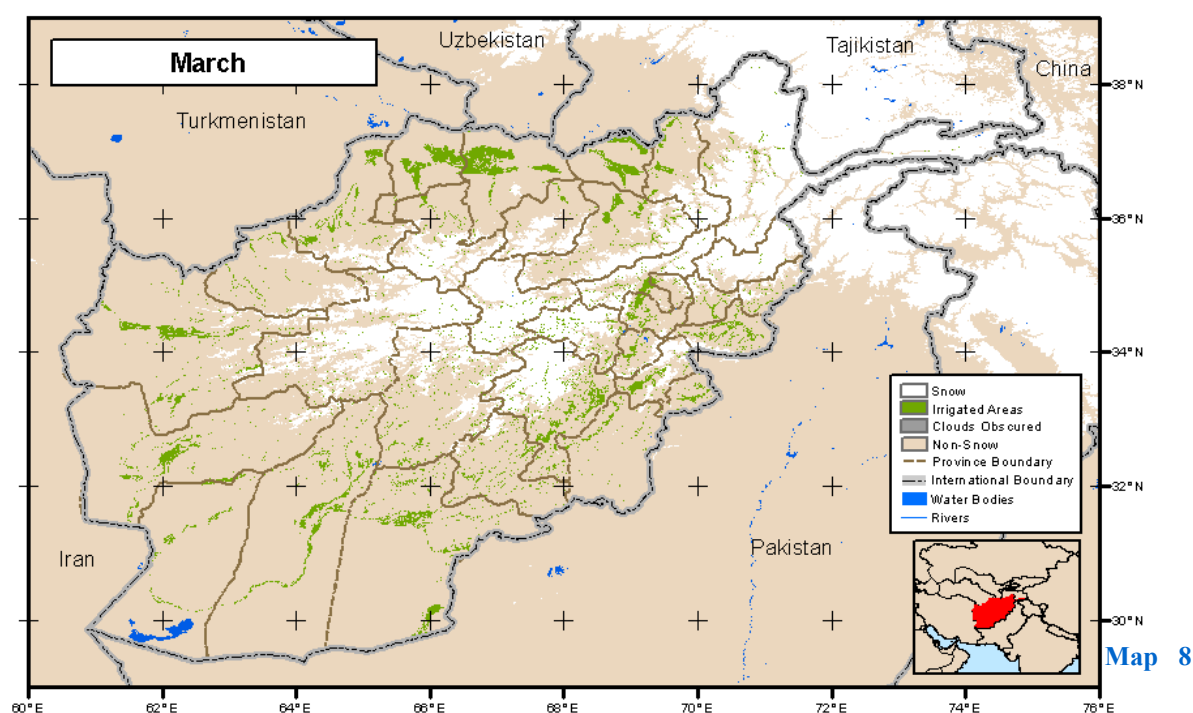 March
Uzbekistan
Tajikistan
China
Turkmenistan
Iran
Pakistan
38°N
36°N
34°N
32°N
30°N
Snow
Irrigated Areas
Clouds Obscured
Non-Snow
Province Boundary
International Boundary
Water Bodies
Rivers
Map 8
60°E 62°E 64°E 66°E 68°E 70°E 72°E 74°E 76°E